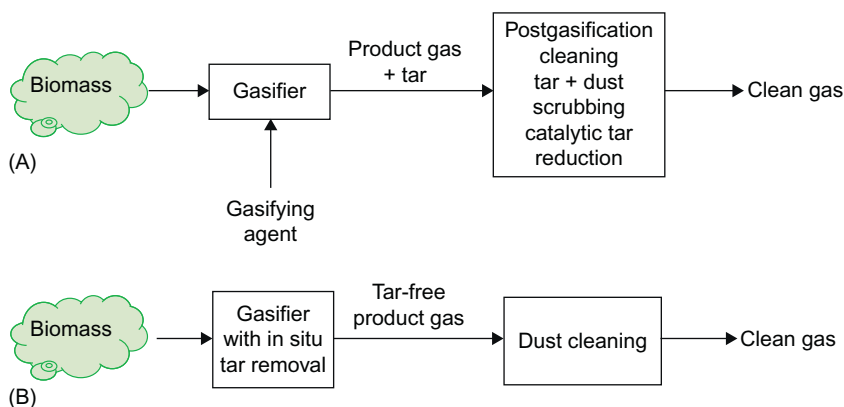 Biomass
Gasifier
Product gas
+ tar
Postgasification
cleaning
tar + dust
scrubbing
catalytic tar
reduction
Clean gas
(A)
Gasifying
agent
Biomass
Gasifier
with in situ
tar removal
Tar-free
product gas
Dust cleaning
Clean gas
(B)